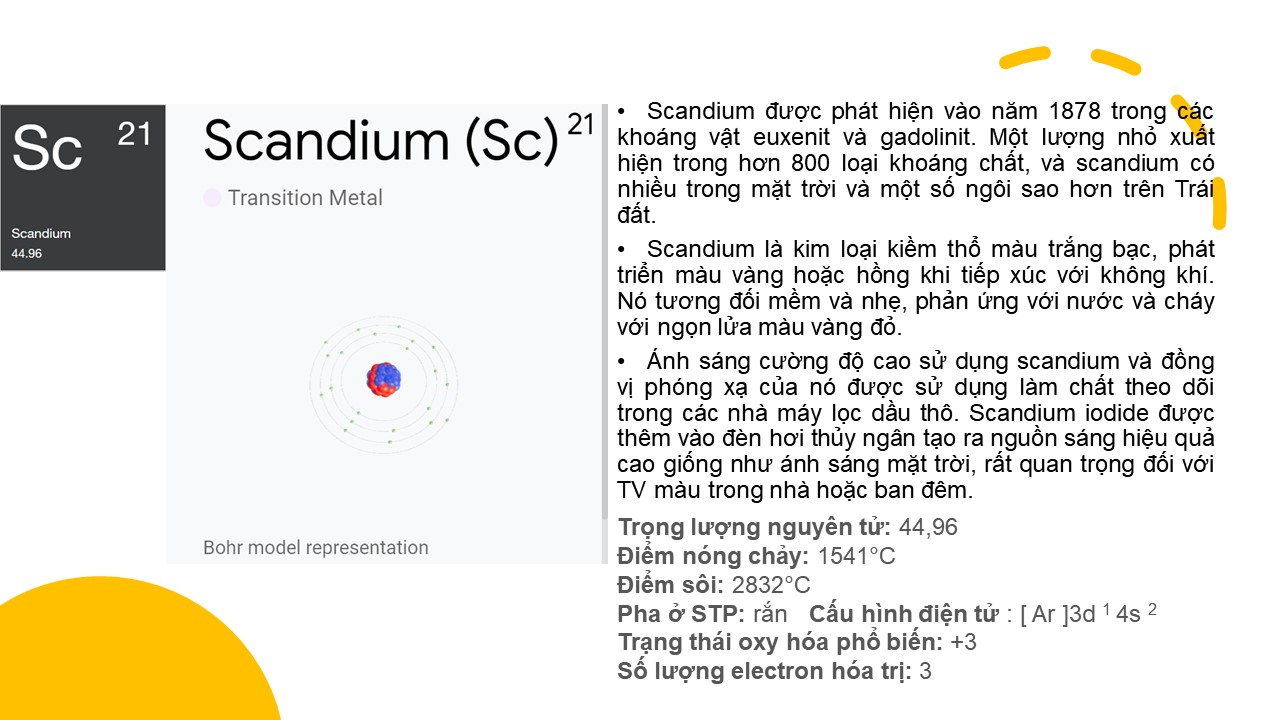 Sc 21
Scandium
44.96
Scandium (Sc) 21
Transition Metal
Bohr model representation
• Scandium được phát hiện vào năm 1878 trong các
khoáng vật euxenit và gadolinit. Một lượng nhỏ xuất
hiện trong hơn 800 loại khoáng chất, và scandium có
nhiều trong mặt trời và một số ngôi sao hơn trên Trái
đất.
• Scandium là kim loại kiềm thổ màu trắng bạc, phát
triển màu vàng hoặc hồng khi tiếp xúc với không khí.
Nó tương đối mềm và nhẹ, phản ứng với nước và cháy
với ngọn lửa màu vàng đỏ.
• Ánh sáng cường độ cao sử dụng scandium và đồng
vị phóng xạ của nó được sử dụng làm chất theo dõi
trong các nhà máy lọc dầu thô. Scandium iodide được
thêm vào đèn hơi thủy ngân tạo ra nguồn sáng hiệu quả
cao giống như ánh sáng mặt trời, rất quan trọng đối với
TV màu trong nhà hoặc ban đêm.
Trọng lượng nguyên tử: 44,96
Điểm nóng chảy: 1541°C
Điểm sôi: 2832°C
Pha ở STP: rắn Cấu hình điện tử : [ Ar ]3d ¹ 4s ²
Trạng thái oxy hóa phổ biến: +3
Số lượng electron hóa trị: 3